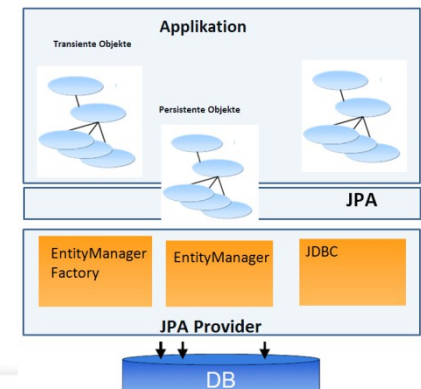 Applikation
Transiente Objekte
Persistente Objekte
JPA
EntityManager
Factory
EntityManager
JDBC
JPA Provider
DB